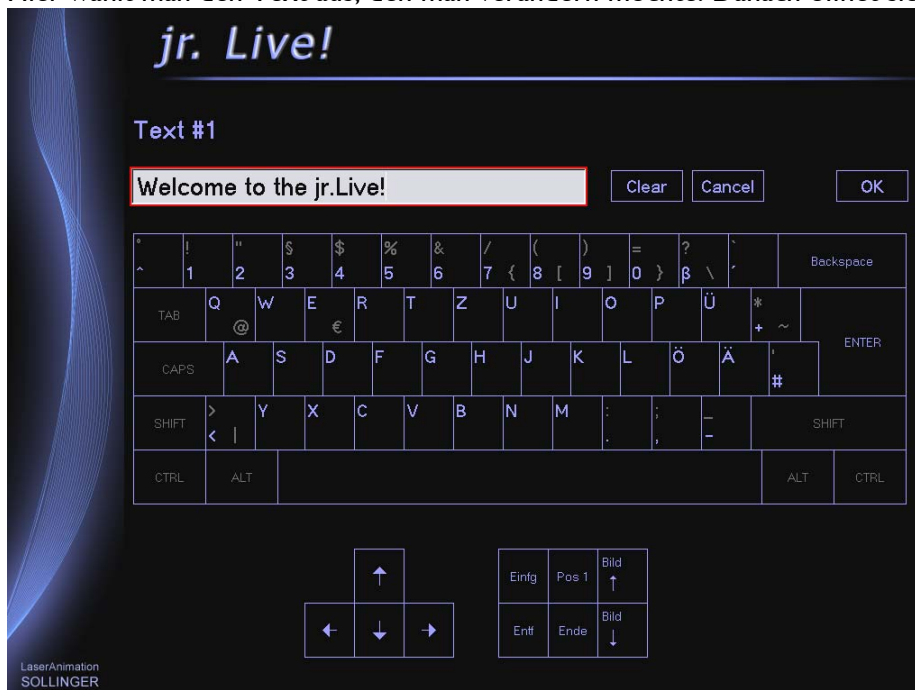 jr. Live!
Text #1
Welcome to the jr.Live!
Clear Cancel OK
° ! " § $ % & / ( ) = ? `
^ 1 2 3 4 5 6 7 { 8 [ 9 ] 0 } ß \ ´ Backspace
TAB Q @ W E € R T Z U I O P Ü * + ~ ENTER
CAPS A S D F G H J K L Ö Ä ' #
SHIFT > < | Y X C V B N M : . ; , _ - SHIFT
CTRL ALT ALT CTRL
↑ Einfg Pos 1 Bild ↑
← ↓ → Entf Ende Bild ↓
LaserAnimation
SOLLINGER